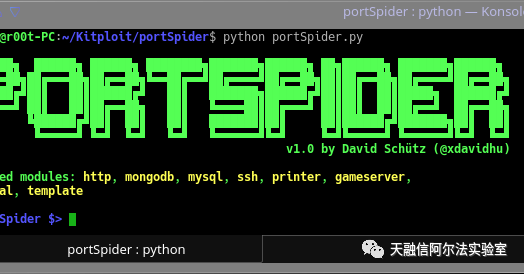 portSpider : python — Konsol
@r00t-PC:~/Kitploit/portSpider$ python portSpider.py
PORTSPIDER
v1.0 by David Schütz (@xdavidhu)
ed modules: http, mongodb, mysql, ssh, printer, gameserver,
al, template
Spider $>
portSpider : python
天融信阿尔法实验室